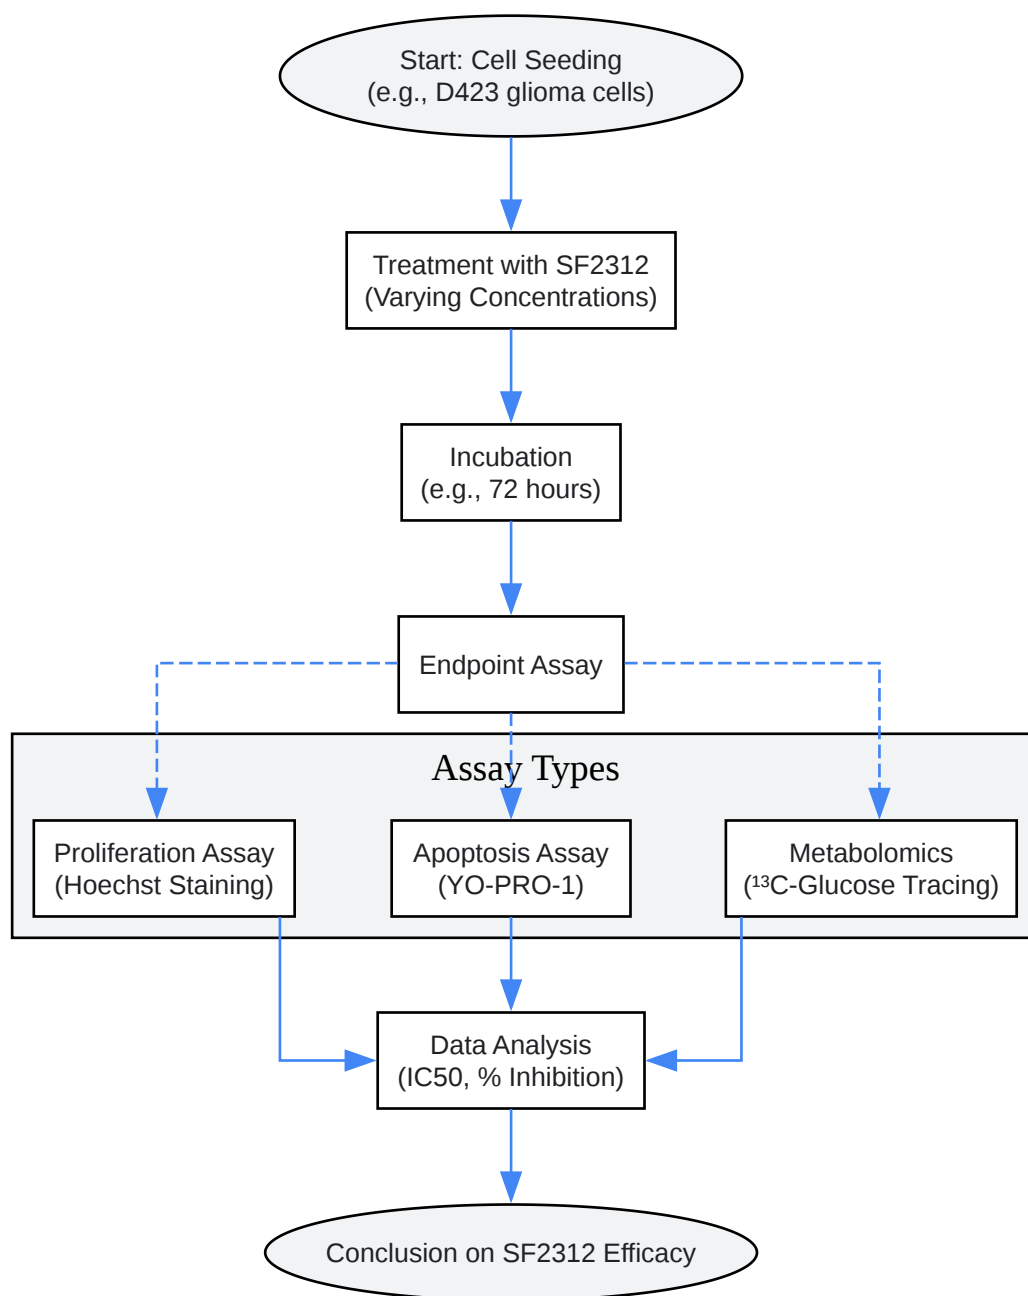 Start: Cell Seeding
(e.g., D423 glioma cells)
Treatment with SF2312
(Varying Concentrations)
Incubation
(e.g., 72 hours)
Endpoint Assay
Assay Types
Proliferation Assay
(Hoechst Staining)
Apoptosis Assay
(YO-PRO-1)
Metabolomics
(¹³C-Glucose Tracing)
Data Analysis
(IC50, % Inhibition)
Conclusion on SF2312 Efficacy